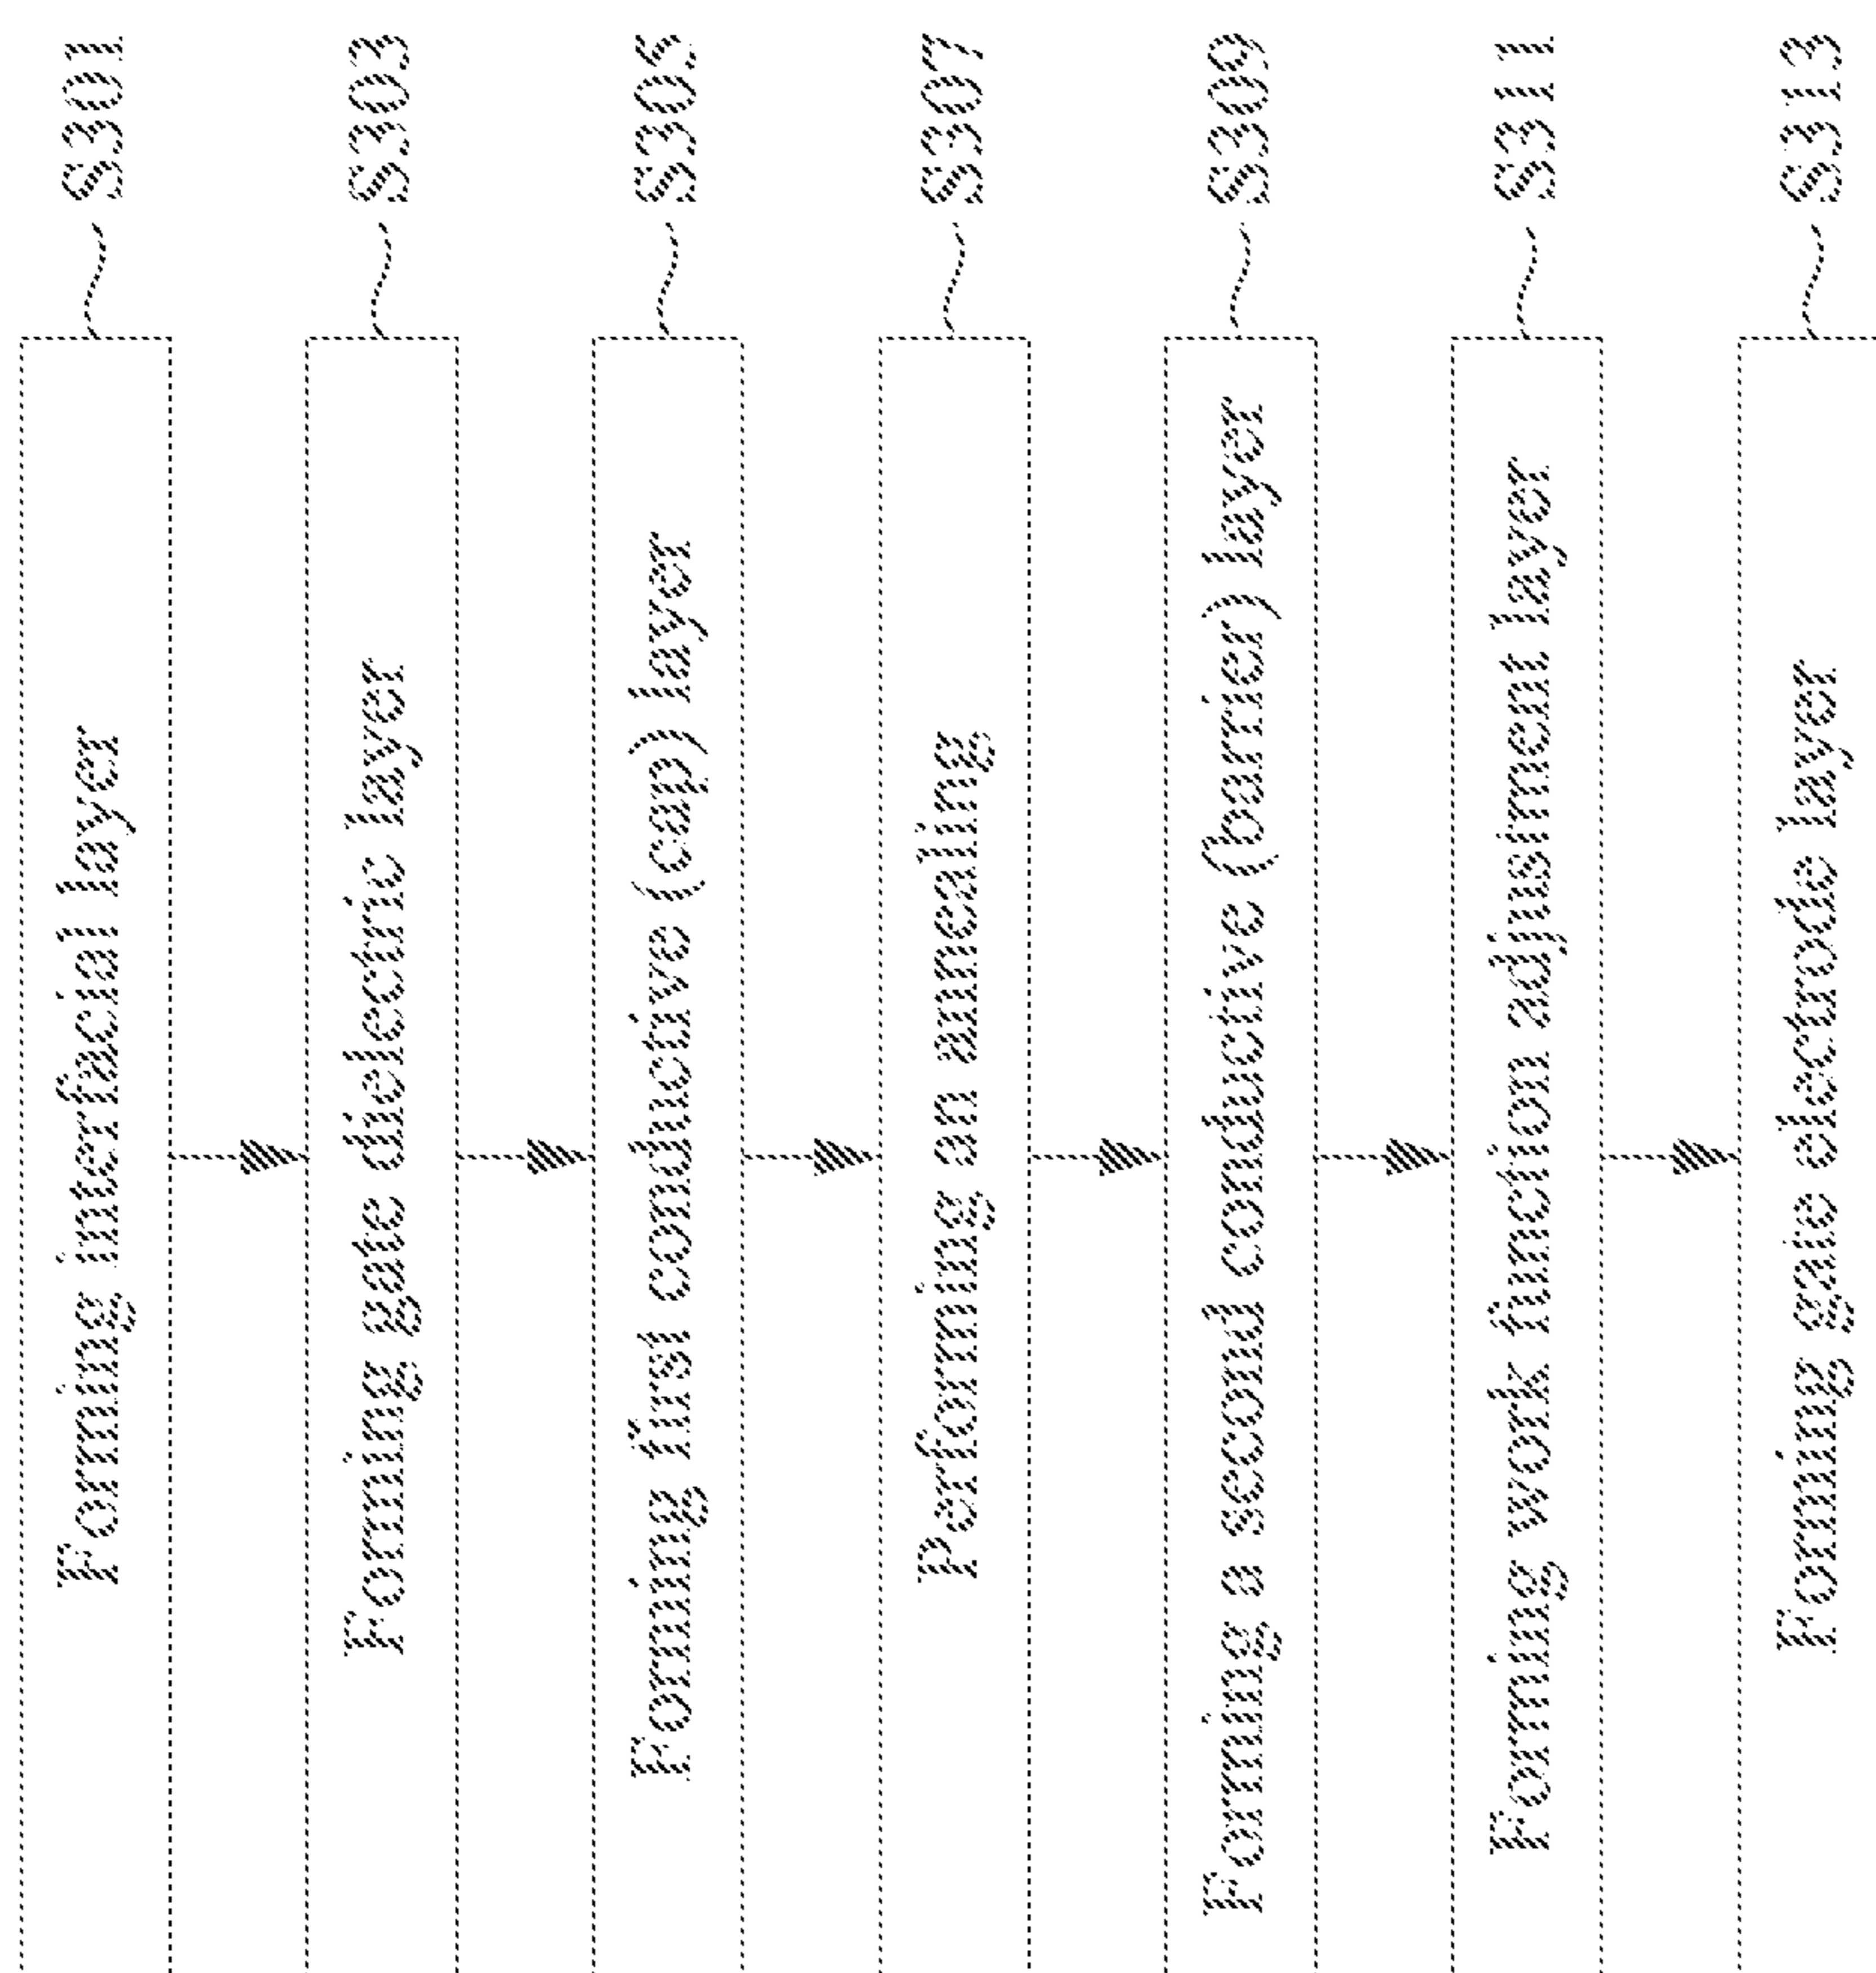 S301
Forming interfacial layer
S303
Forming gate dielectric layer
S305
Forming first conductive (cap) layer
S307
Performing an annealing
S309
Forming a second conductive (barrier) layer
S311
Forming work function adjustment layer
S313
Forming gate electrode layer